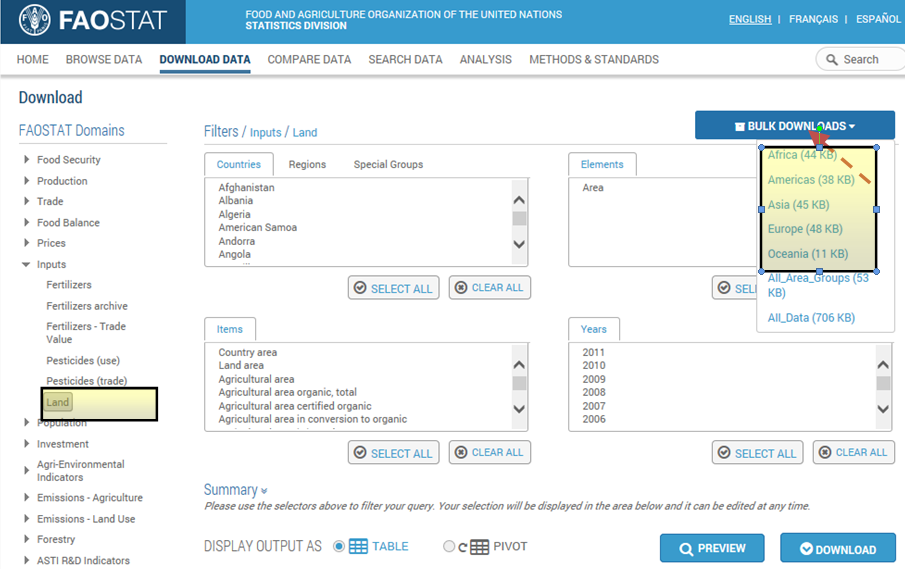 FAO
FAOSTAT
FOOD AND AGRICULTURE ORGANIZATION OF THE UNITED NATIONS
STATISTICS DIVISION
ENGLISH | FRANÇAIS | ESPAÑOL
HOME BROWSE DATA DOWNLOAD DATA COMPARE DATA SEARCH DATA ANALYSIS METHODS & STANDARDS Search
Download
FAOSTAT Domains
Food Security
Production
Trade
Food Balance
Prices
Inputs
Fertilizers
Fertilizers archive
Fertilizers - Trade
Value
Pesticides (use)
Pesticides (trade)
Land
Population
Investment
Agri-Environmental
Indicators
Emissions - Agriculture
Emissions - Land Use
Forestry
ASTI R&D Indicators
Filters / Inputs / Land
BULK DOWNLOADS
Africa (44 KB)
Americas (38 KB)
Asia (45 KB)
Europe (48 KB)
Oceania (11 KB)
All_Area_Groups (53
KB)
All_Data (706 KB)
Countries Regions Special Groups
Afghanistan
Albania
Algeria
American Samoa
Andorra
Angola
SELECT ALL CLEAR ALL
Elements
Area
SEL
Items
Country area
Land area
Agricultural area
Agricultural area organic, total
Agricultural area certified organic
Agricultural area in conversion to organic
SELECT ALL CLEAR ALL
Years
2011
2010
2009
2008
2007
2006
SELECT ALL CLEAR ALL
Summary
Please use the selectors above to filter your query. Your selection will be displayed in the area below and it can be edited at any time.
DISPLAY OUTPUT AS TABLE PIVOT
PREVIEW DOWNLOAD